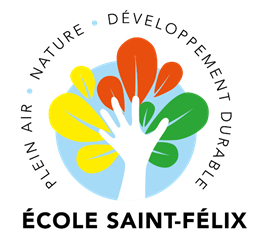 PLEIN AIR • NATURE • DÉVELOPPEMENT DURABLE
ÉCOLE SAINT-FÉLIX